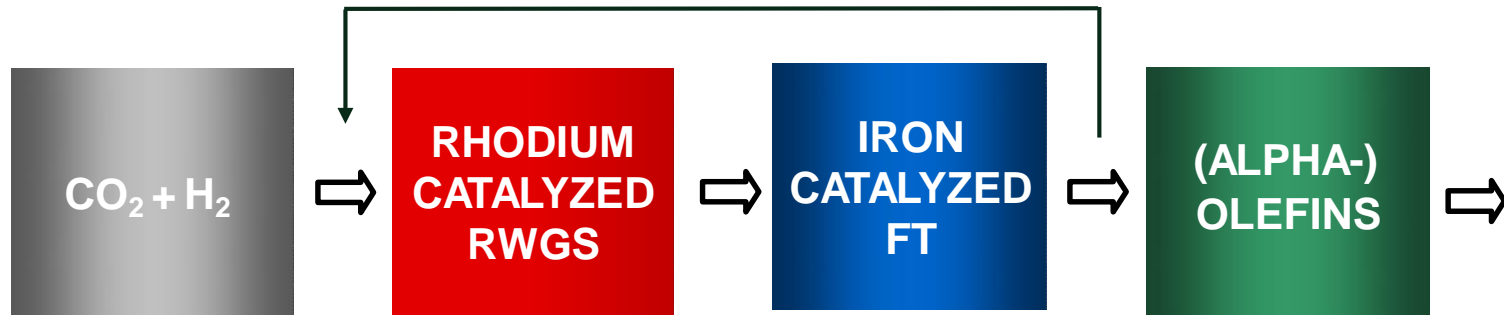 CO₂ + H₂
RHODIUM
CATALYZED
RWGS
IRON
CATALYZED
FT
(ALPHA-)
OLEFINS